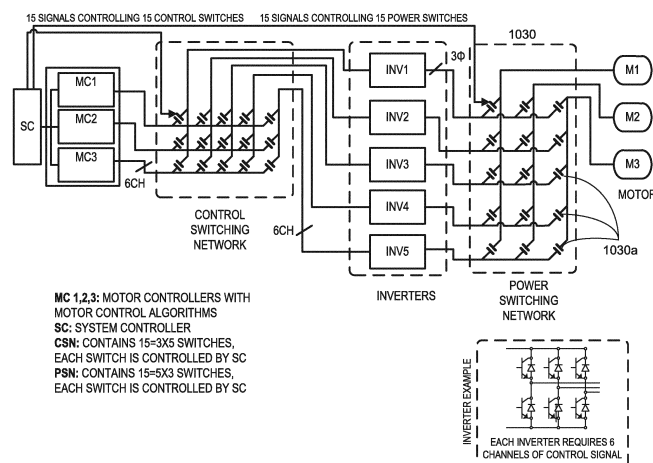 15 SIGNALS CONTROLLING 15 CONTROL SWITCHES
15 SIGNALS CONTROLLING 15 POWER SWITCHES
1030
SC
MC1
MC2
MC3
6CH
CONTROL
SWITCHING
NETWORK
6CH
INV1
INV2
INV3
INV4
INV5
INVERTERS
3Φ
M1
M2
M3
MOTOR
1030a
POWER
SWITCHING
NETWORK
MC 1,2,3: MOTOR CONTROLLERS WITH
MOTOR CONTROL ALGORITHMS
SC: SYSTEM CONTROLLER
CSN: CONTAINS 15=3X5 SWITCHES,
EACH SWITCH IS CONTROLLED BY SC
PSN: CONTAINS 15=5X3 SWITCHES,
EACH SWITCH IS CONTROLLED BY SC
INVERTER EXAMPLE
EACH INVERTER REQUIRES 6
CHANNELS OF CONTROL SIGNAL